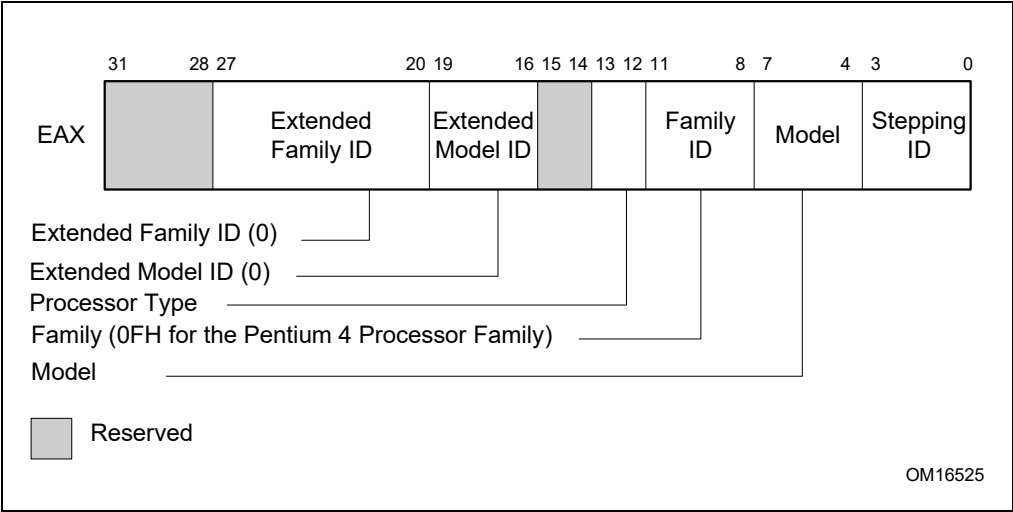 31 28 27 20 19 16 15 14 13 12 11 8 7 4 3 0
EAX
Extended Family ID
Extended Model ID
Family ID
Model
Stepping ID
Extended Family ID (0)
Extended Model ID (0)
Processor Type
Family (0FH for the Pentium 4 Processor Family)
Model
Reserved
OM16525